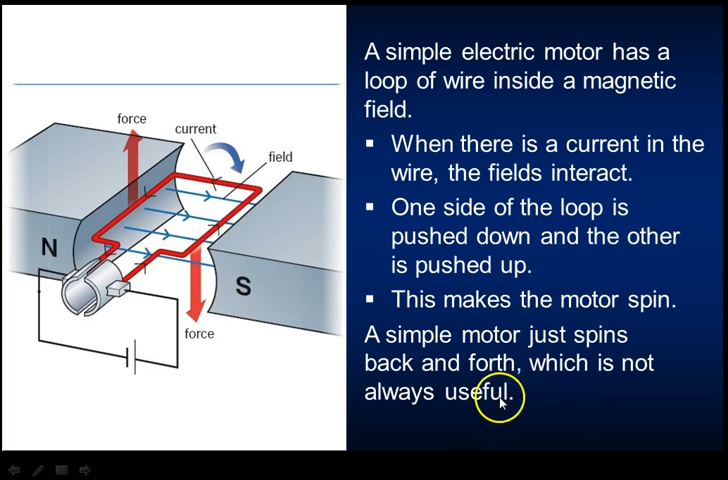 force
current
field
N
S
force
A simple electric motor has a
loop of wire inside a magnetic
field.
▪ When there is a current in the
wire, the fields interact.
▪ One side of the loop is
pushed down and the other
is pushed up.
▪ This makes the motor spin.
A simple motor just spins
back and forth, which is not
always useful.